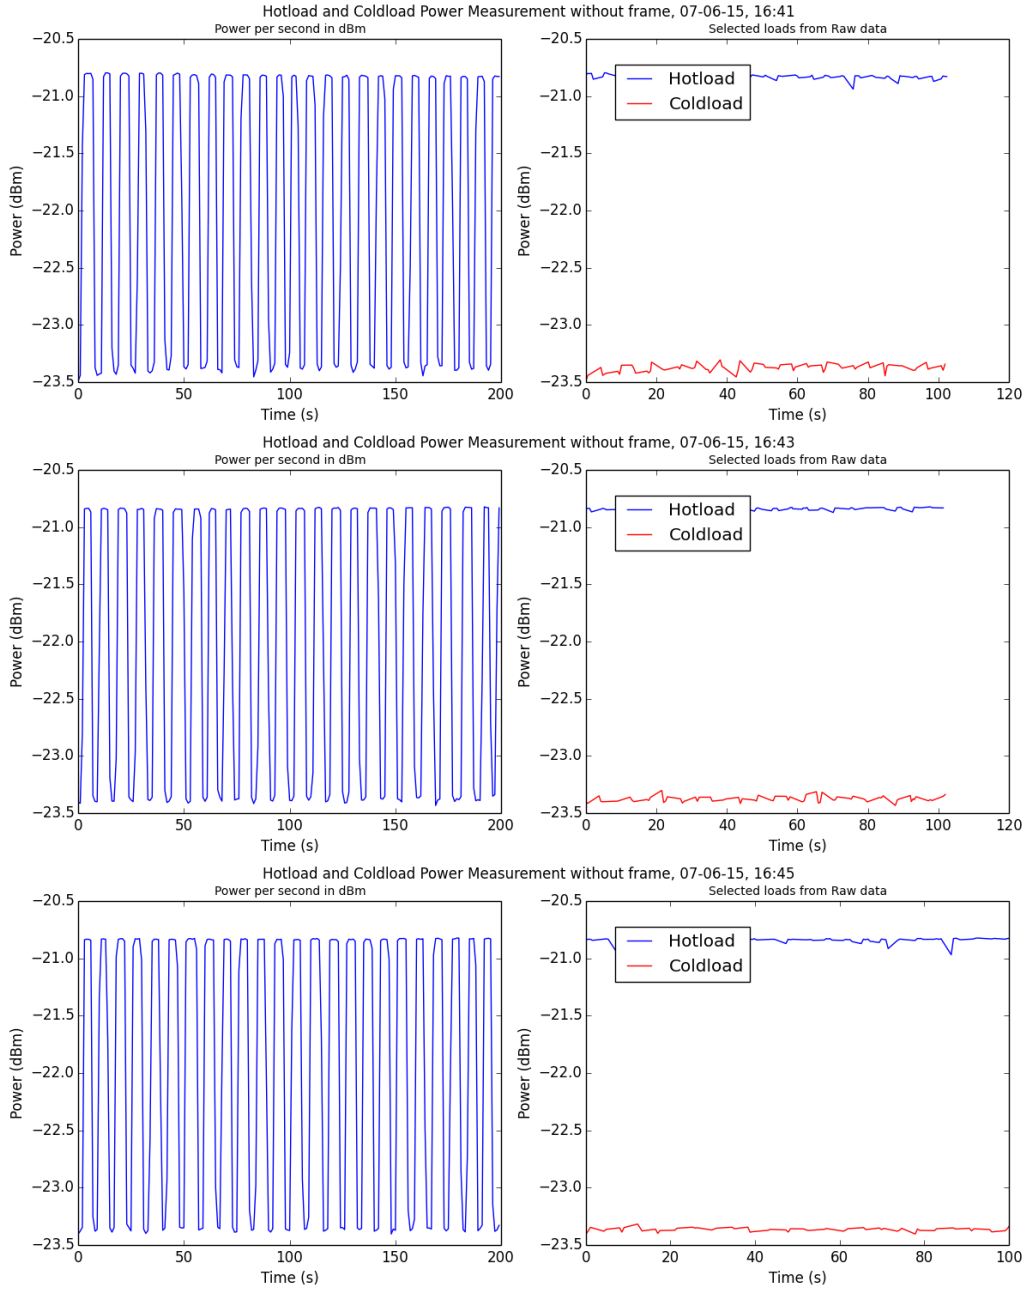 Hotload and Coldload Power Measurement without frame, 07-06-15, 16:41
Power per second in dBm
Selected loads from Raw data
−20.5
−21.0
−21.5
−22.0
−22.5
−23.0
−23.5
Power (dBm)
0 50 100 150 200
Time (s)
−20.5
−21.0
−21.5
−22.0
−22.5
−23.0
−23.5
Power (dBm)
Hotload
Coldload
0 20 40 60 80 100 120
Time (s)
Hotload and Coldload Power Measurement without frame, 07-06-15, 16:43
Power per second in dBm
Selected loads from Raw data
−20.5
−21.0
−21.5
−22.0
−22.5
−23.0
−23.5
Power (dBm)
0 50 100 150 200
Time (s)
−20.5
−21.0
−21.5
−22.0
−22.5
−23.0
−23.5
Power (dBm)
Hotload
Coldload
0 20 40 60 80 100 120
Time (s)
Hotload and Coldload Power Measurement without frame, 07-06-15, 16:45
Power per second in dBm
Selected loads from Raw data
−20.5
−21.0
−21.5
−22.0
−22.5
−23.0
−23.5
Power (dBm)
0 50 100 150 200
Time (s)
−20.5
−21.0
−21.5
−22.0
−22.5
−23.0
−23.5
Power (dBm)
Hotload
Coldload
0 20 40 60 80 100
Time (s)